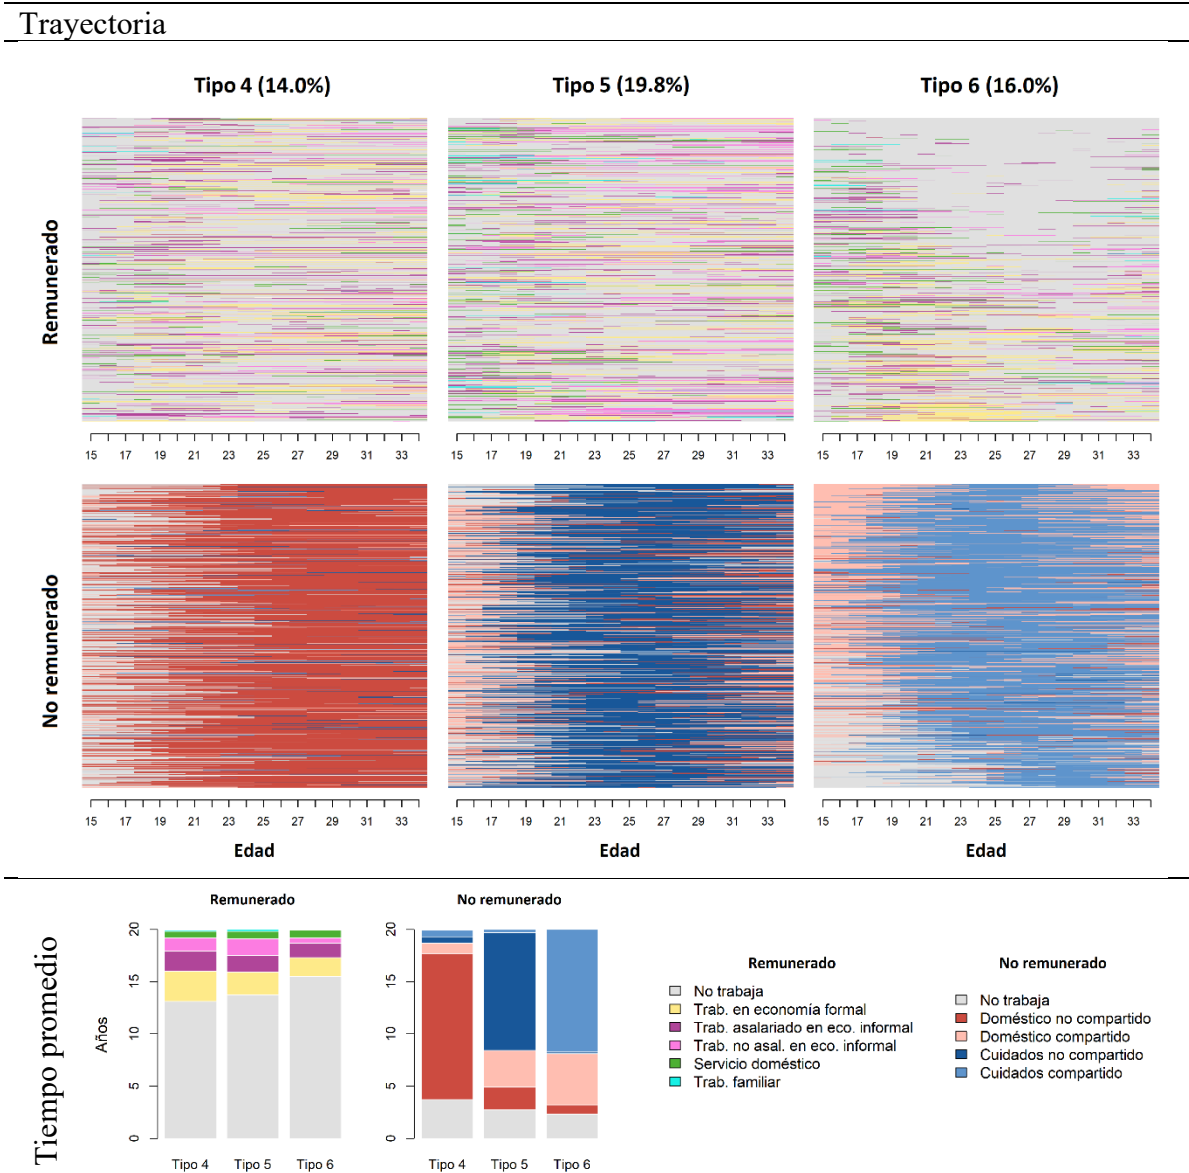 Trayectoria
Tipo 4 (14.0%) Tipo 5 (19.8%) Tipo 6 (16.0%)
Remunerado
15 17 19 21 23 25 27 29 31 33 15 17 19 21 23 25 27 29 31 33 15 17 19 21 23 25 27 29 31 33
No remunerado
15 17 19 21 23 25 27 29 31 33 15 17 19 21 23 25 27 29 31 33 15 17 19 21 23 25 27 29 31 33
Edad Edad Edad
Tiempo promedio
Remunerado
Años
20
15
10
5
0
Tipo 4 Tipo 5 Tipo 6
No remunerado
20
15
10
5
0
Tipo 4 Tipo 5 Tipo 6
Remunerado
No trabaja
Trab. en economía formal
Trab. asalariado en eco. informal
Trab. no asal. en eco. informal
Servicio doméstico
Trab. familiar
No remunerado
No trabaja
Doméstico no compartido
Doméstico compartido
Cuidados no compartido
Cuidados compartido